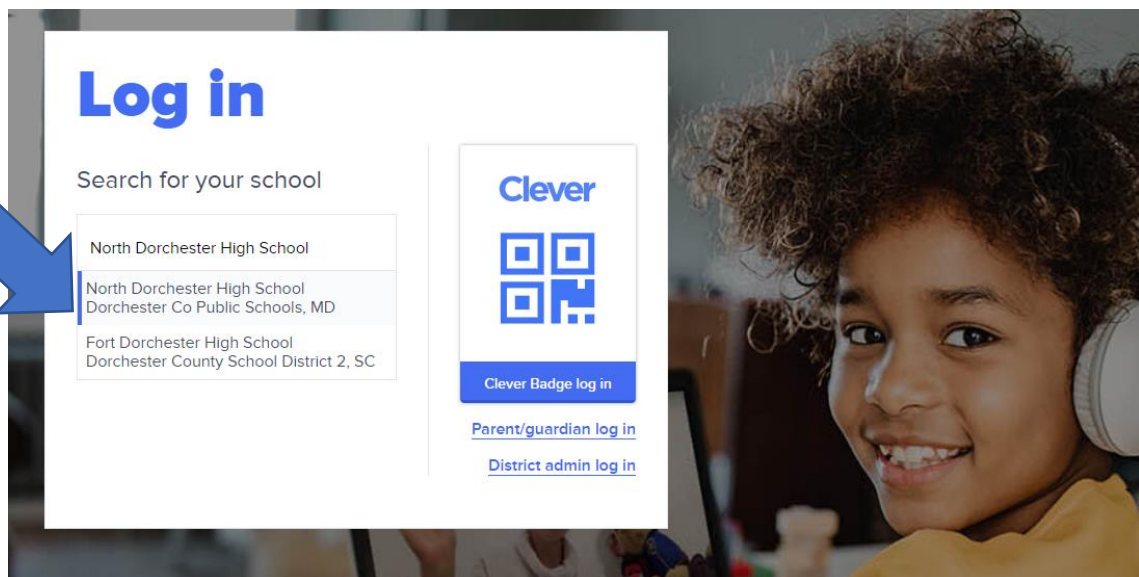 Log in
Search for your school
North Dorchester High School
North Dorchester High School
Dorchester Co Public Schools, MD
Fort Dorchester High School
Dorchester County School District 2, SC
Clever
Clever Badge log in
Parent/guardian log in
District admin log in